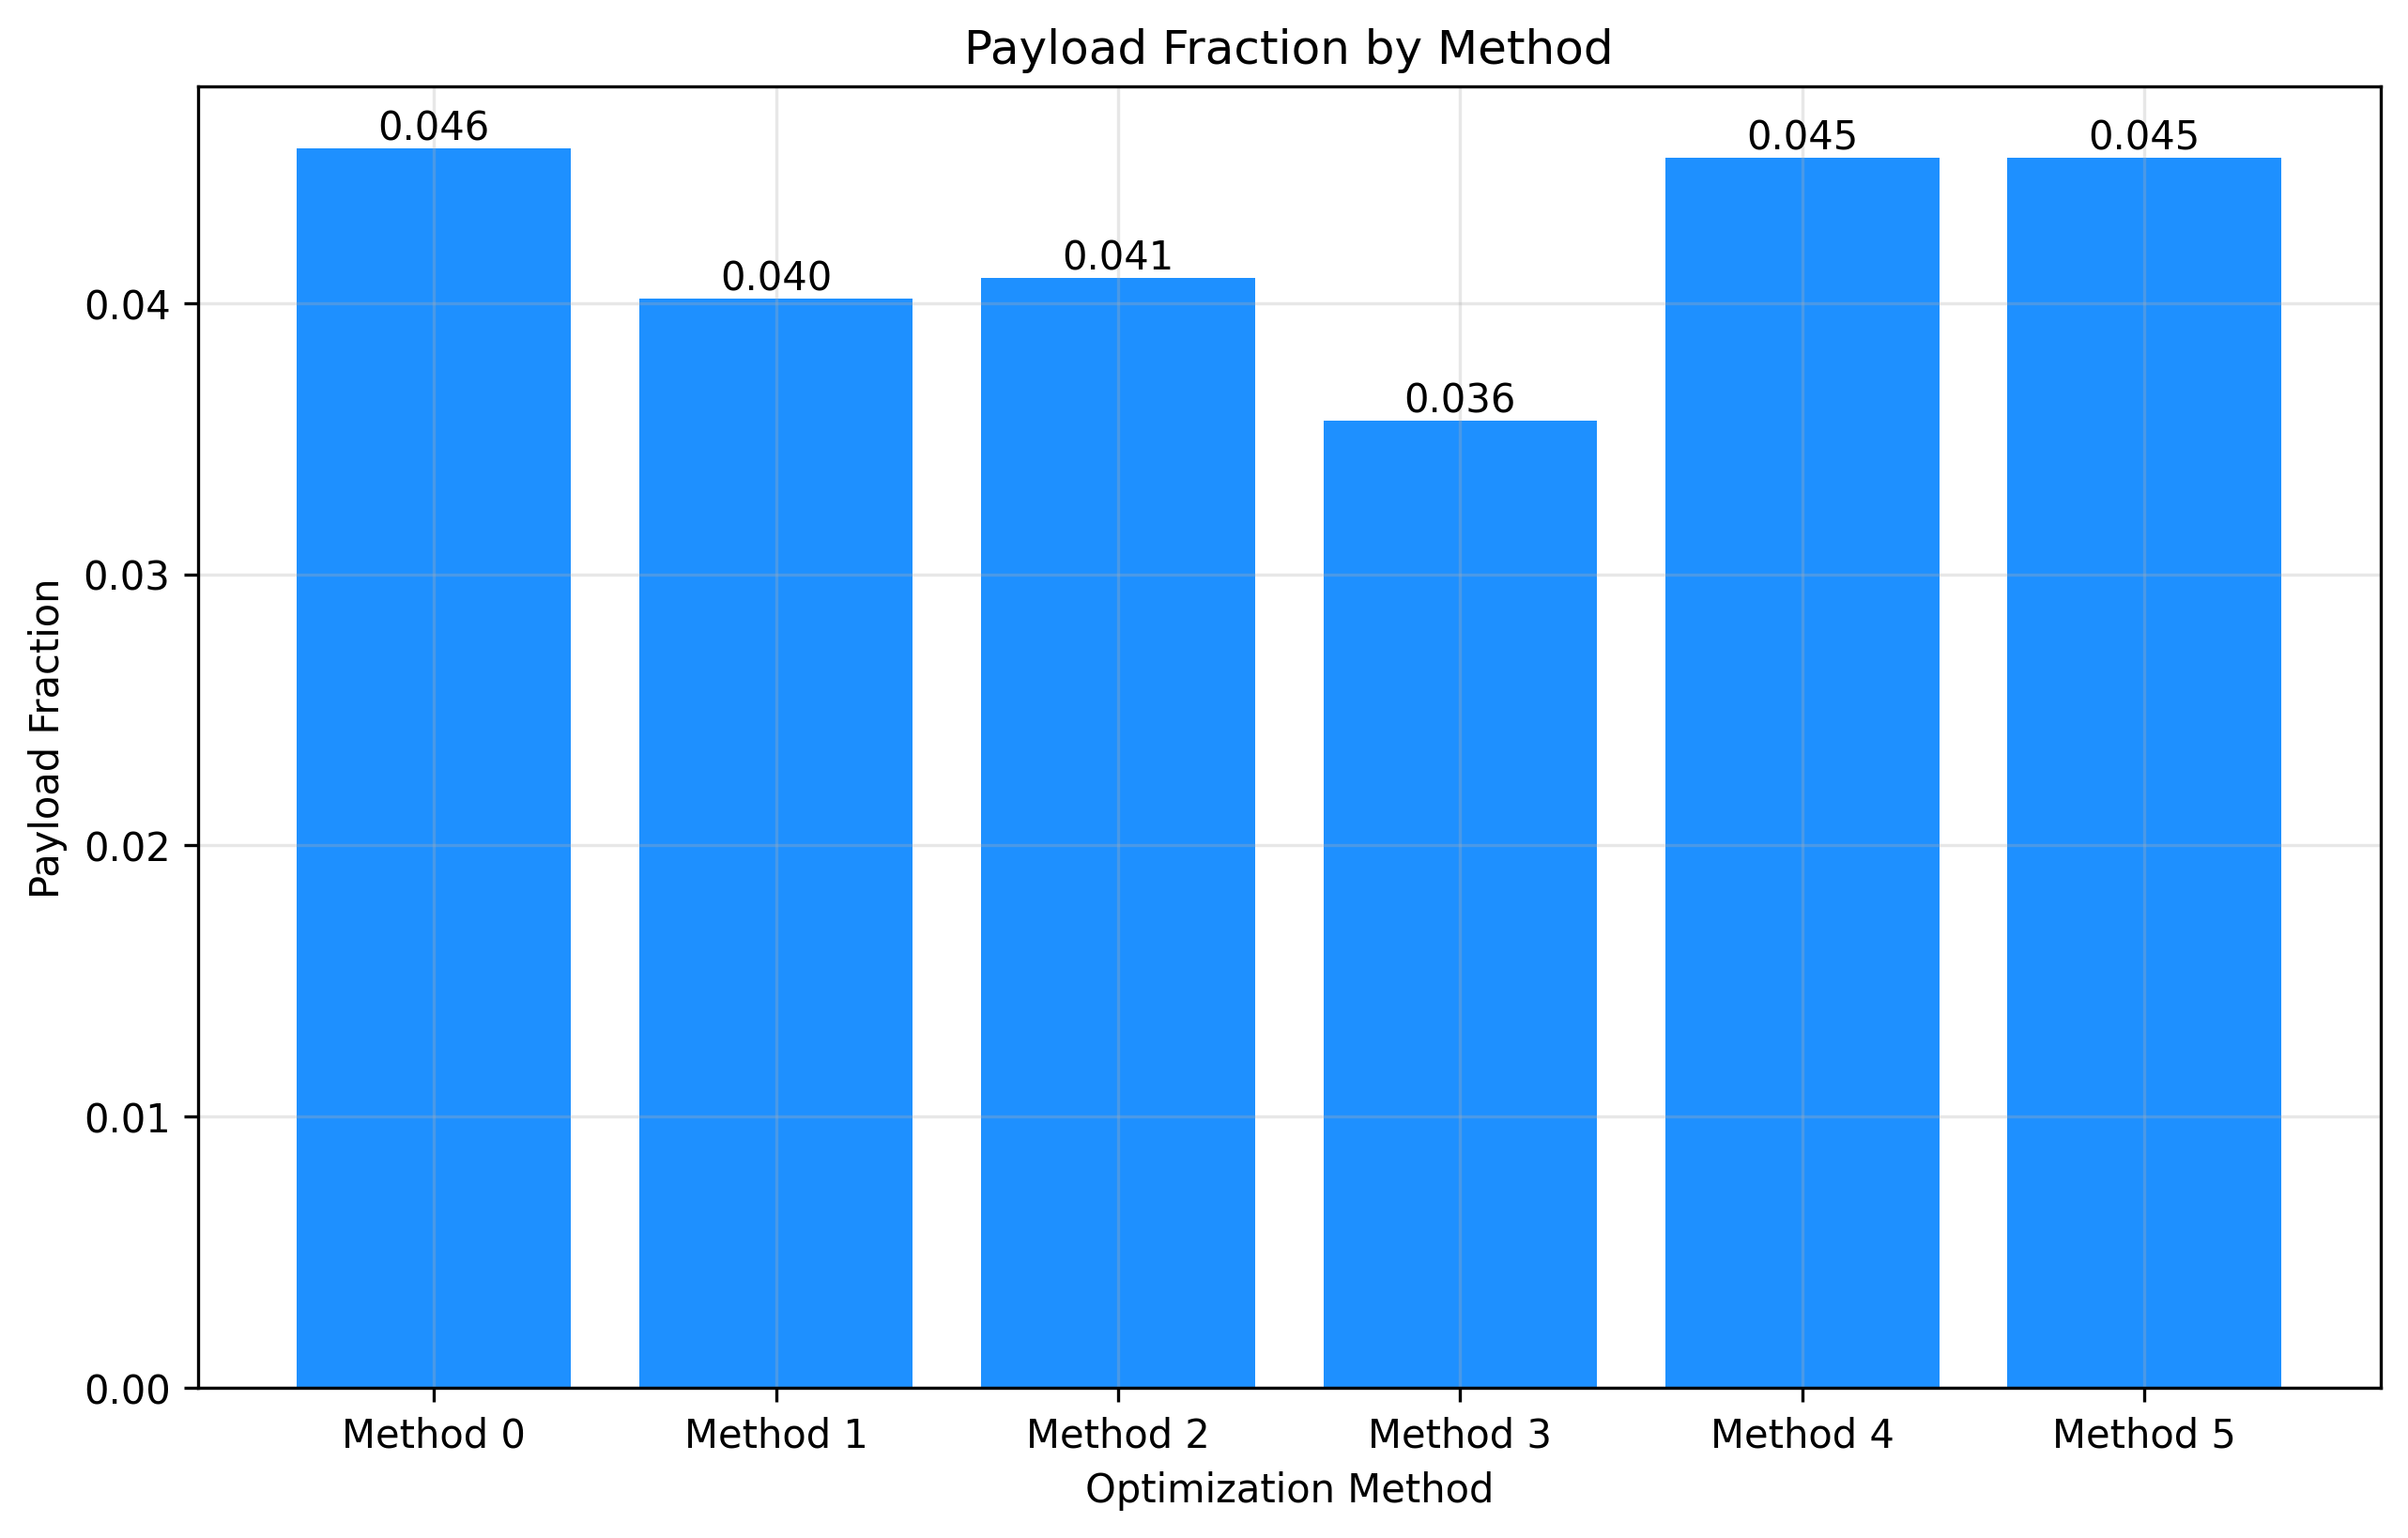 Payload Fraction by Method
0.046
0.040
0.041
0.036
0.045
0.045
0.04
0.03
0.02
0.01
0.00
Payload Fraction
Method 0
Method 1
Method 2
Method 3
Method 4
Method 5
Optimization Method